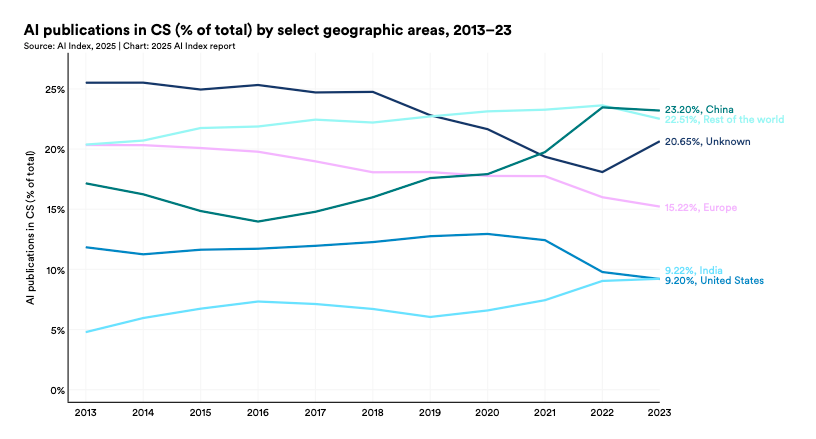 AI publications in CS (% of total) by select geographic areas, 2013–23
Source: AI Index, 2025 | Chart: 2025 AI Index report
AI publications in CS (% of total)
25%
20%
15%
10%
5%
0%
23.20%, China
22.51%, Rest of the world
20.65%, Unknown
15.22%, Europe
9.22%, India
9.20%, United States
2013 2014 2015 2016 2017 2018 2019 2020 2021 2022 2023